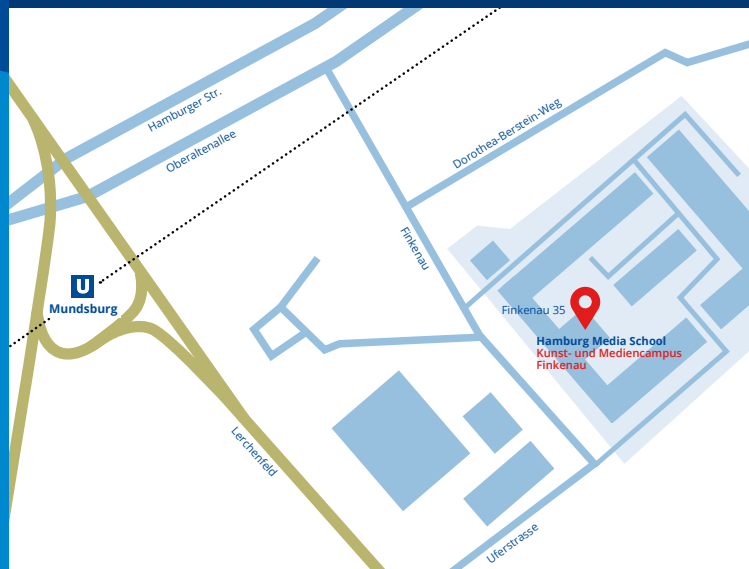 Hamburger Str.
Oberaltenallee
Dorothea-Berstein-Weg
Finkenau
U
Mundsburg
Finkenau 35
Hamburg Media School
Kunst- und Mediencampus
Finkenau
Lerchenfeld
Uferstrasse